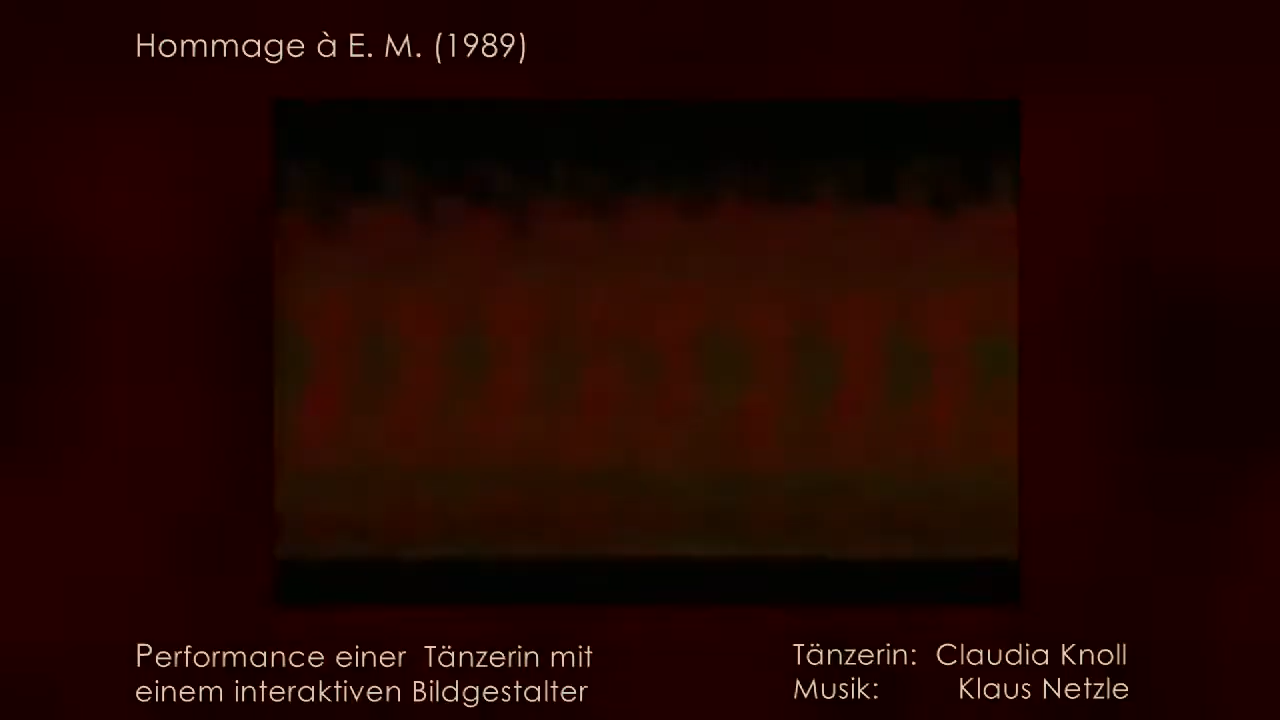 Hommage à E. M. (1989)
Performance einer Tänzerin mit
einem interaktiven Bildgestalter
Tänzerin: Claudia Knoll
Musik: Klaus Netzle